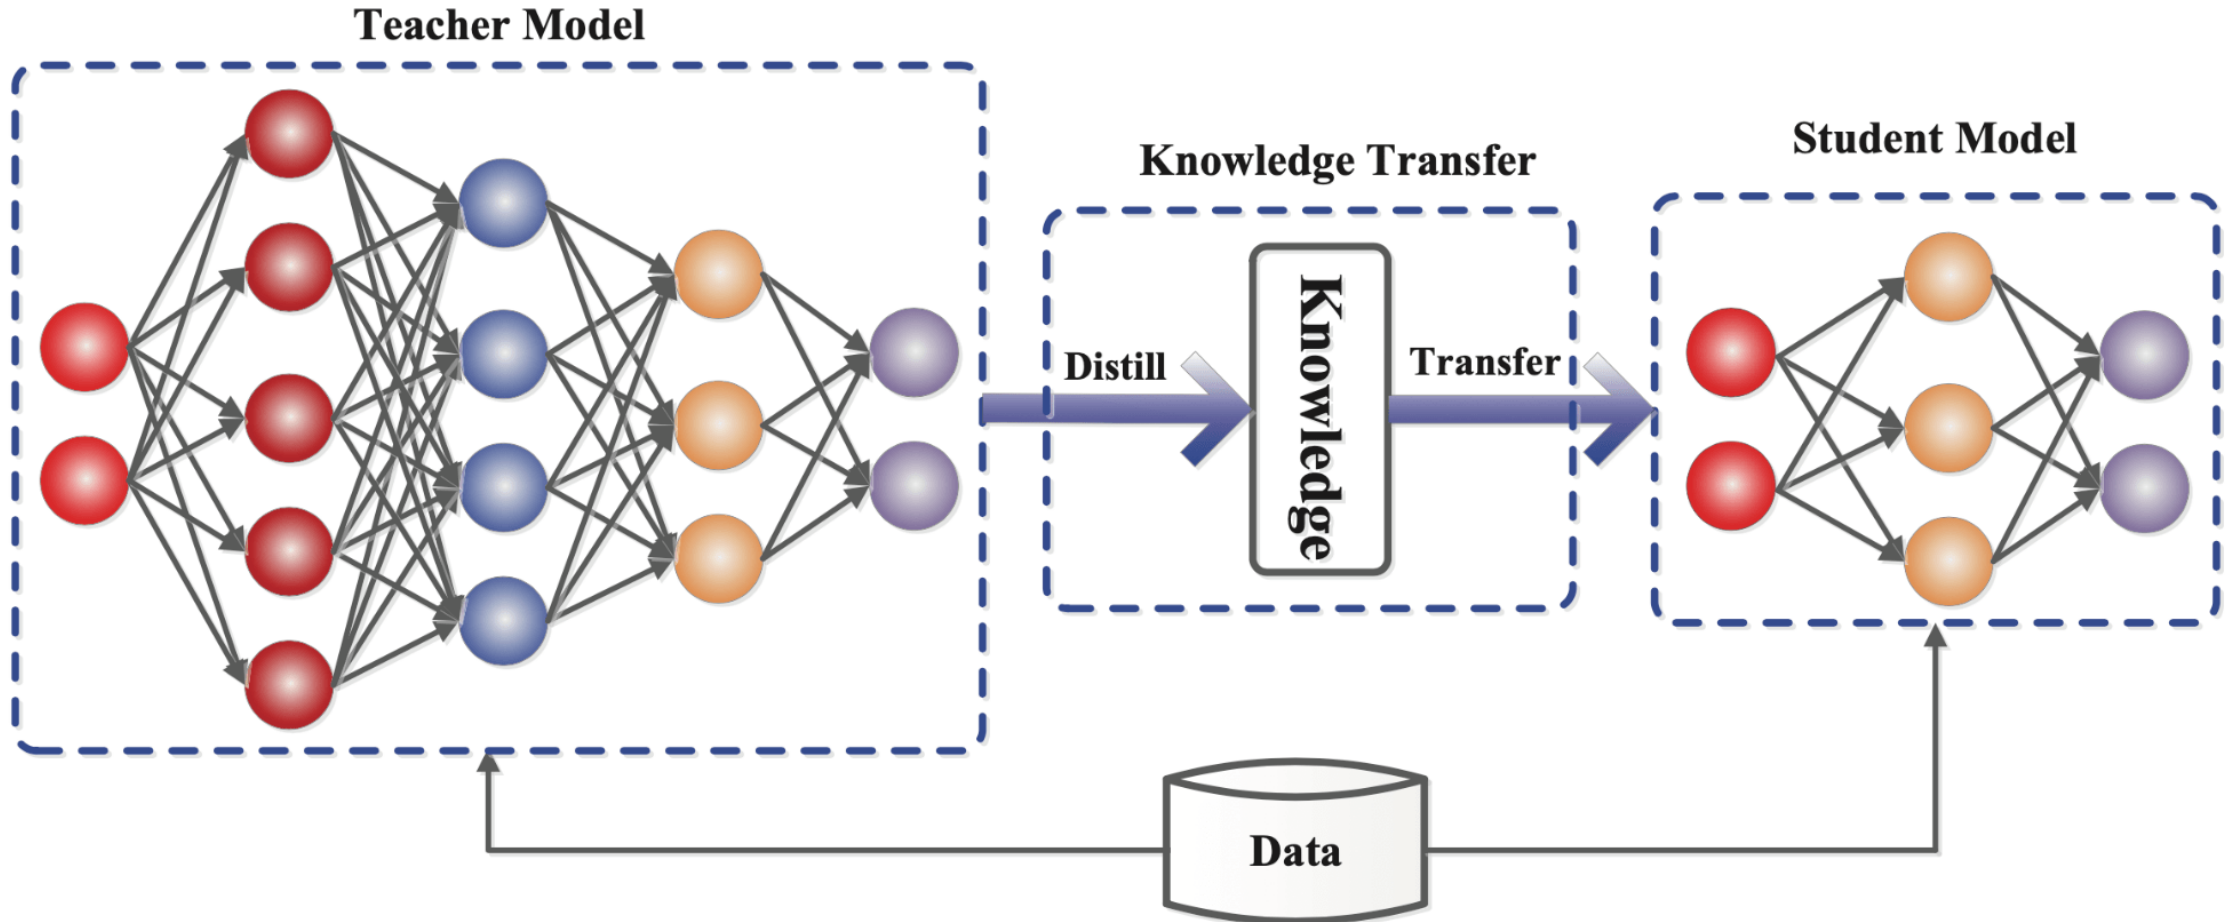 Teacher Model
Knowledge Transfer
Student Model
Distill
Knowledge
Transfer
Data